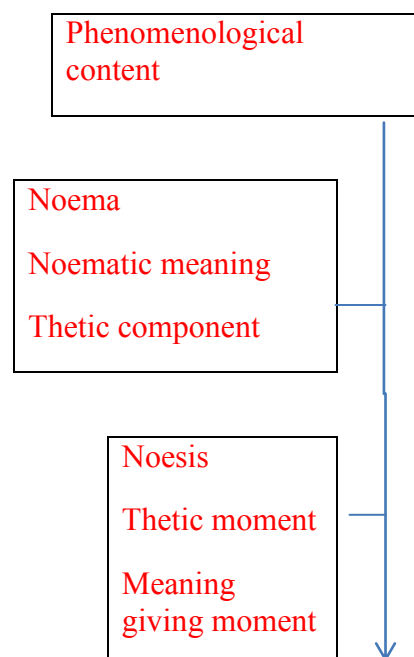 Phenomenological
content
Noema
Noematic meaning
Thetic component
Noesis
Thetic moment
Meaning
giving moment